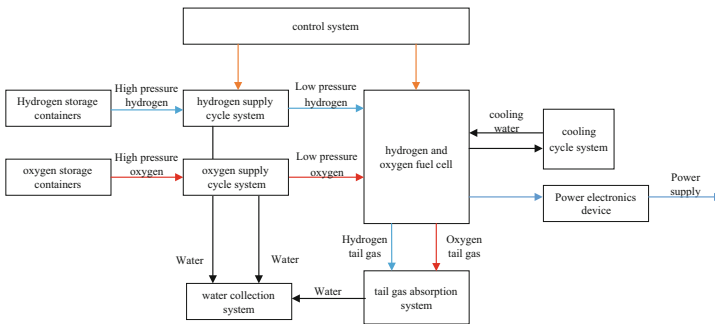 control system
High pressure
hydrogen
Low pressure
hydrogen
Hydrogen storage
containers
hydrogen supply
cycle system
cooling
water
cooling
cycle system
hydrogen and
oxygen fuel cell
High pressure
oxygen
Low pressure
oxygen
oxygen storage
containers
oxygen supply
cycle system
Power
supply
Power electronics
device
Hydrogen
tail gas
Oxygen
tail gas
Water
Water
water collection
system
Water
tail gas absorption
system